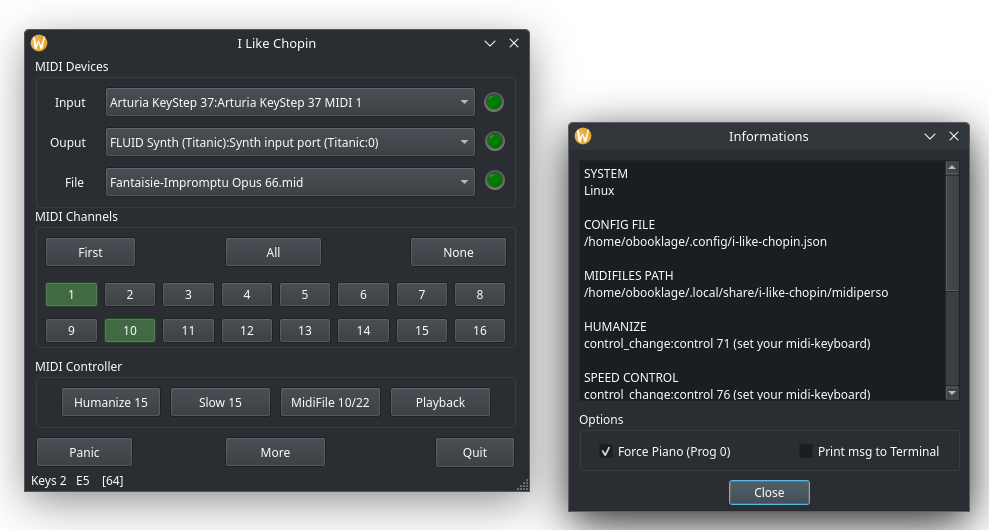 I Like Chopin
MIDI Devices
Input
Arturia KeyStep 37:Arturia KeyStep 37 MIDI 1
Ouput
FLUID Synth (Titanic):Synth input port (Titanic:0)
File
Fantaisie-Impromptu Opus 66.mid
MIDI Channels
First All None
1 2 3 4 5 6 7 8
9 10 11 12 13 14 15 16
MIDI Controller
Humanize 15 Slow 15 MidiFile 10/22 Playback
Panic More Quit
Keys 2 E5 [64]
Informations
SYSTEM
Linux
CONFIG FILE
/home/obooklage/.config/i-like-chopin.json
MIDIFILES PATH
/home/obooklage/.local/share/i-like-chopin/midiperso
HUMANIZE
control_change:control 71 (set your midi-keyboard)
SPEED CONTROL
control_change:control 76 (set your midi-keyboard)
Options
Force Piano (Prog 0) Print msg to Terminal
Close